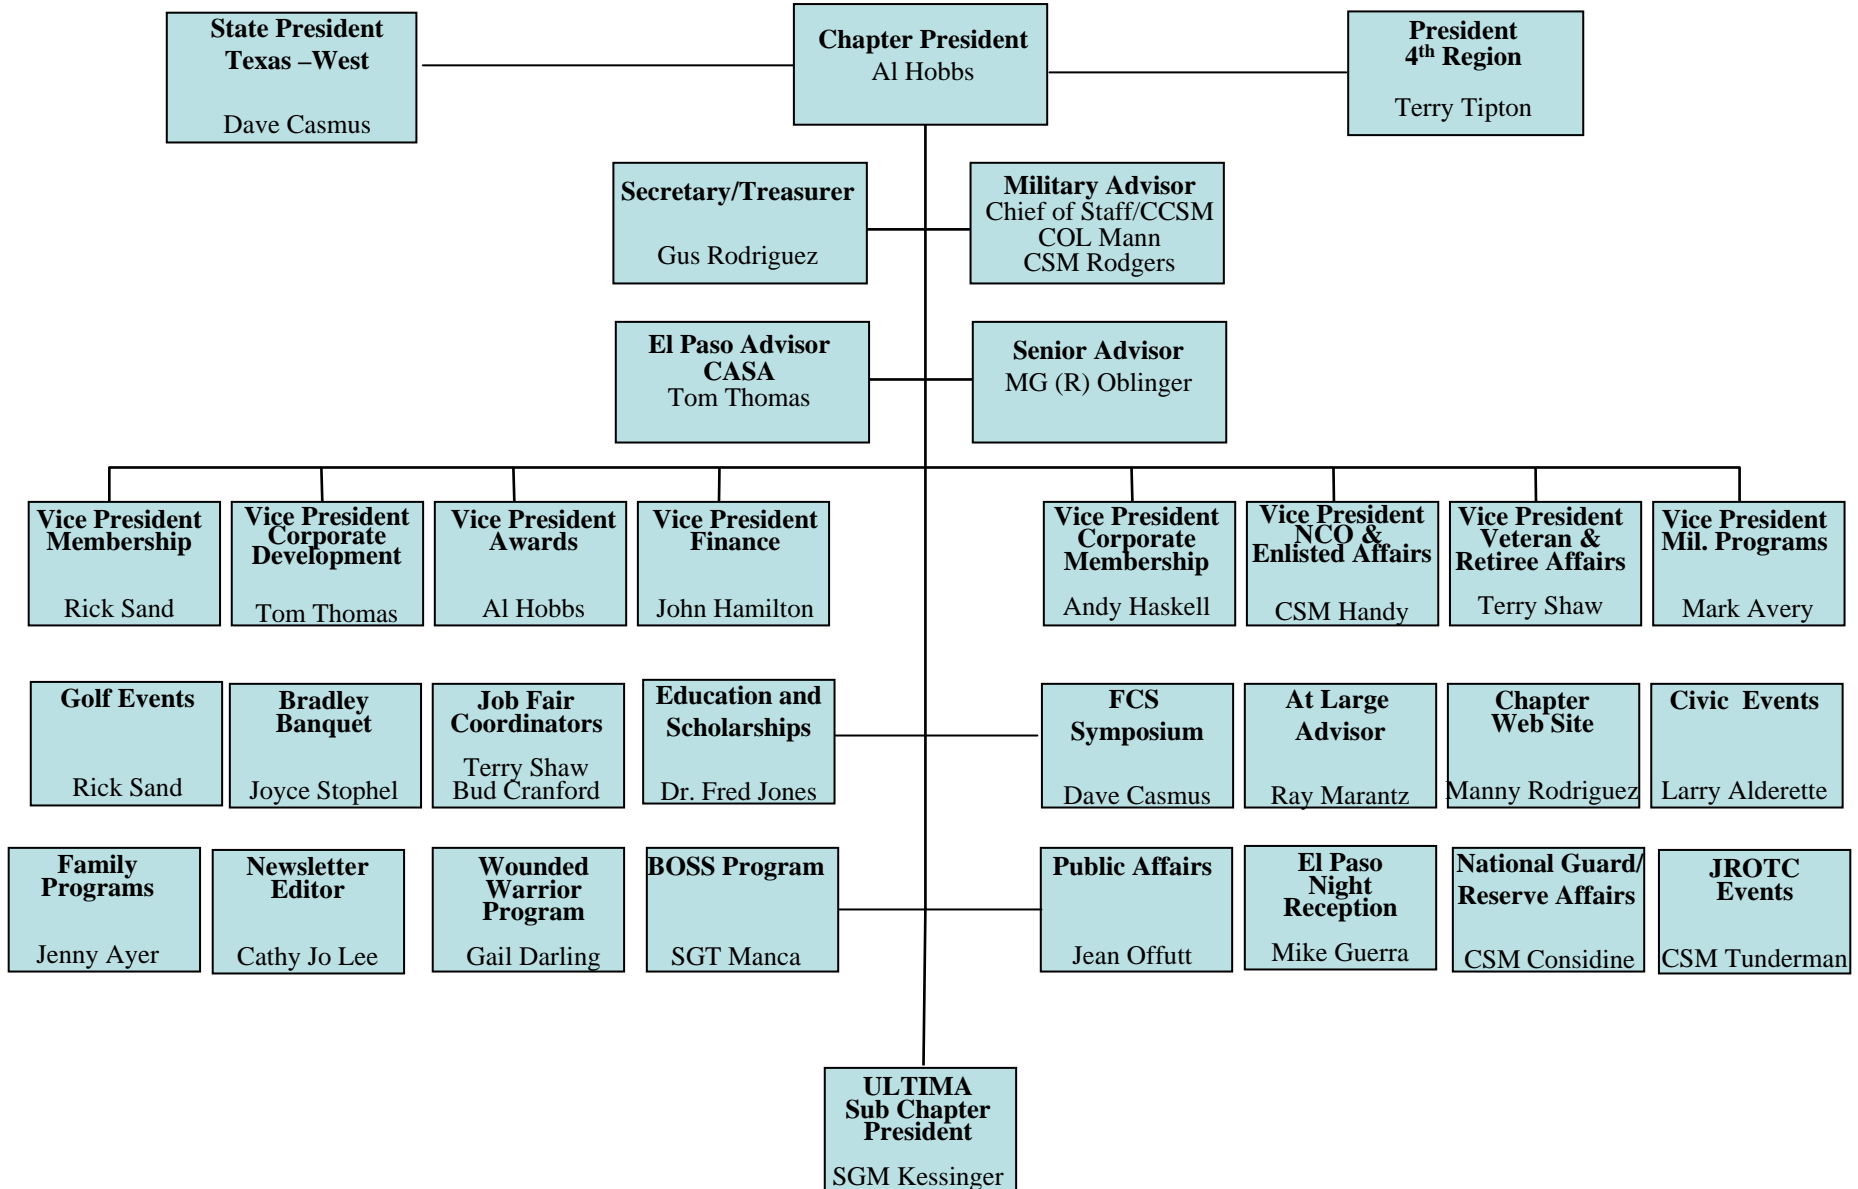 State President
Texas –West
Dave Casmus
Chapter President
Al Hobbs
President
4th Region
Terry Tipton
Secretary/Treasurer
Gus Rodriguez
Military Advisor
Chief of Staff/CCSM
COL Mann
CSM Rodgers
El Paso Advisor
CASA
Tom Thomas
Senior Advisor
MG (R) Oblinger
Vice President
Membership
Rick Sand
Vice President
Corporate
Development
Tom Thomas
Vice President
Awards
Al Hobbs
Vice President
Finance
John Hamilton
Vice President
Corporate
Membership
Andy Haskell
Vice President
NCO &
Enlisted Affairs
CSM Handy
Vice President
Veteran &
Retiree Affairs
Terry Shaw
Vice President
Mil. Programs
Mark Avery
Golf Events
Rick Sand
Bradley
Banquet
Joyce Stophel
Job Fair
Coordinators
Terry Shaw
Bud Cranford
Education and
Scholarships
Dr. Fred Jones
FCS
Symposium
Dave Casmus
At Large
Advisor
Ray Marantz
Chapter
Web Site
Manny Rodriguez
Civic Events
Larry Alderette
Family
Programs
Jenny Ayer
Newsletter
Editor
Cathy Jo Lee
Wounded
Warrior
Program
Gail Darling
BOSS Program
SGT Manca
Public Affairs
Jean Offutt
El Paso
Night
Reception
Mike Guerra
National Guard/
Reserve Affairs
CSM Considine
JROTC
Events
CSM Tunderman
ULTIMA
Sub Chapter
President
SGM Kessinger